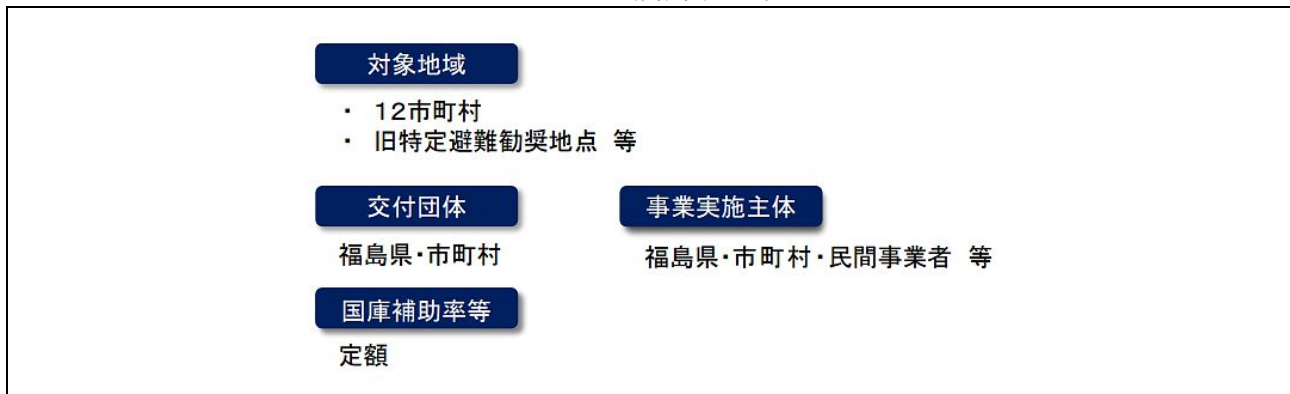 対象地域
・ 12市町村
・ 旧特定避難勧奨地点 等
交付団体
事業実施主体
福島県・市町村
福島県・市町村・民間事業者 等
国庫補助率等
定額